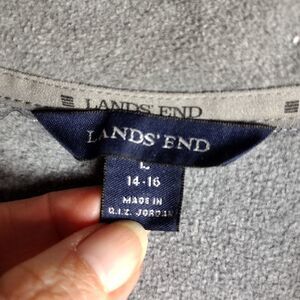 LANDS' END
LANDS' END
L
14-16
MADE IN
Q.I.Z. JORDAN